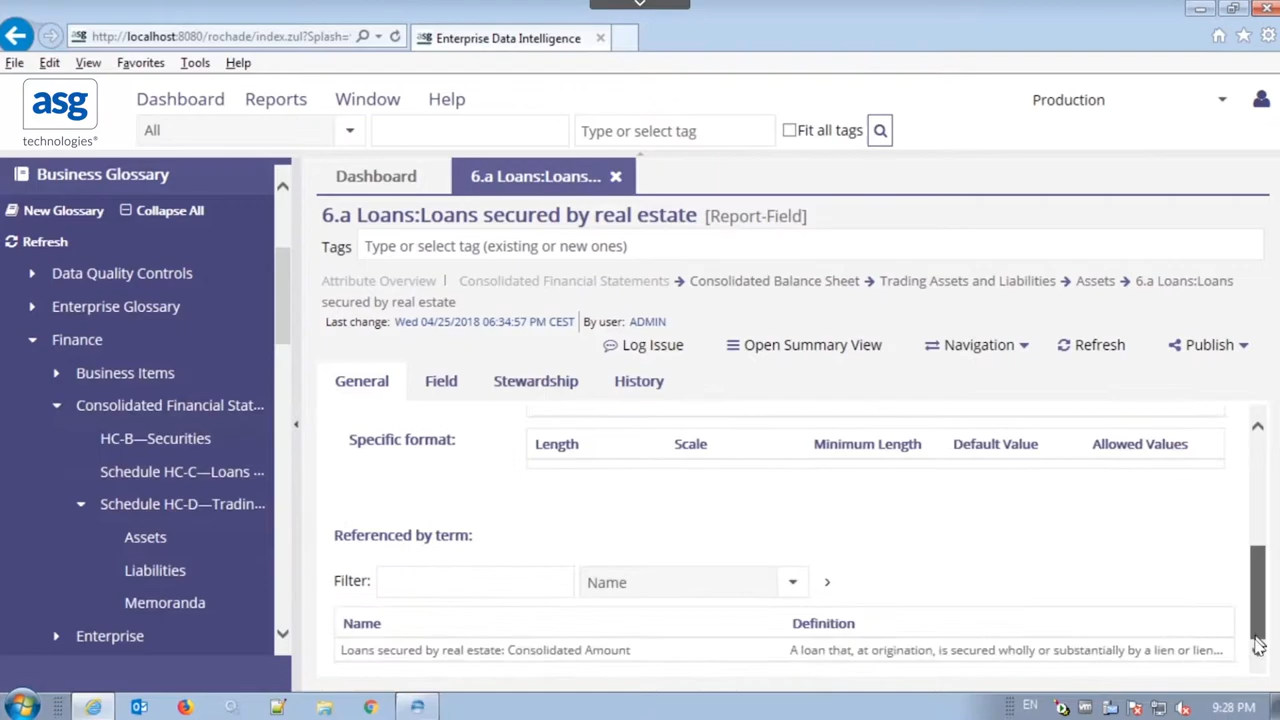 http://localhost:8080/rochade/index.zul?Splash=
Enterprise Data Intelligence
File Edit View Favorites Tools Help
asg
technologies
Dashboard Reports Window Help
Production
All
Type or select tag
Fit all tags
Business Glossary
New Glossary
Collapse All
Refresh
Data Quality Controls
Enterprise Glossary
Finance
Business Items
Consolidated Financial Stat...
HC-B—Securities
Schedule HC-C—Loans ...
Schedule HC-D—Tradin...
Assets
Liabilities
Memoranda
Enterprise
Dashboard
6.a Loans:Loans...
6.a Loans:Loans secured by real estate [Report-Field]
Tags Type or select tag (existing or new ones)
Attribute Overview | Consolidated Financial Statements → Consolidated Balance Sheet → Trading Assets and Liabilities → Assets → 6.a Loans:Loans
secured by real estate
Last change: Wed 04/25/2018 06:34:57 PM CEST By user: ADMIN
Log Issue Open Summary View Navigation Refresh Publish
General Field Stewardship History
Specific format: Length Scale Minimum Length Default Value Allowed Values
Referenced by term:
Filter: Name
Name Definition
Loans secured by real estate: Consolidated Amount A loan that, at origination, is secured wholly or substantially by a lien or lien...
EN 9:28 PM